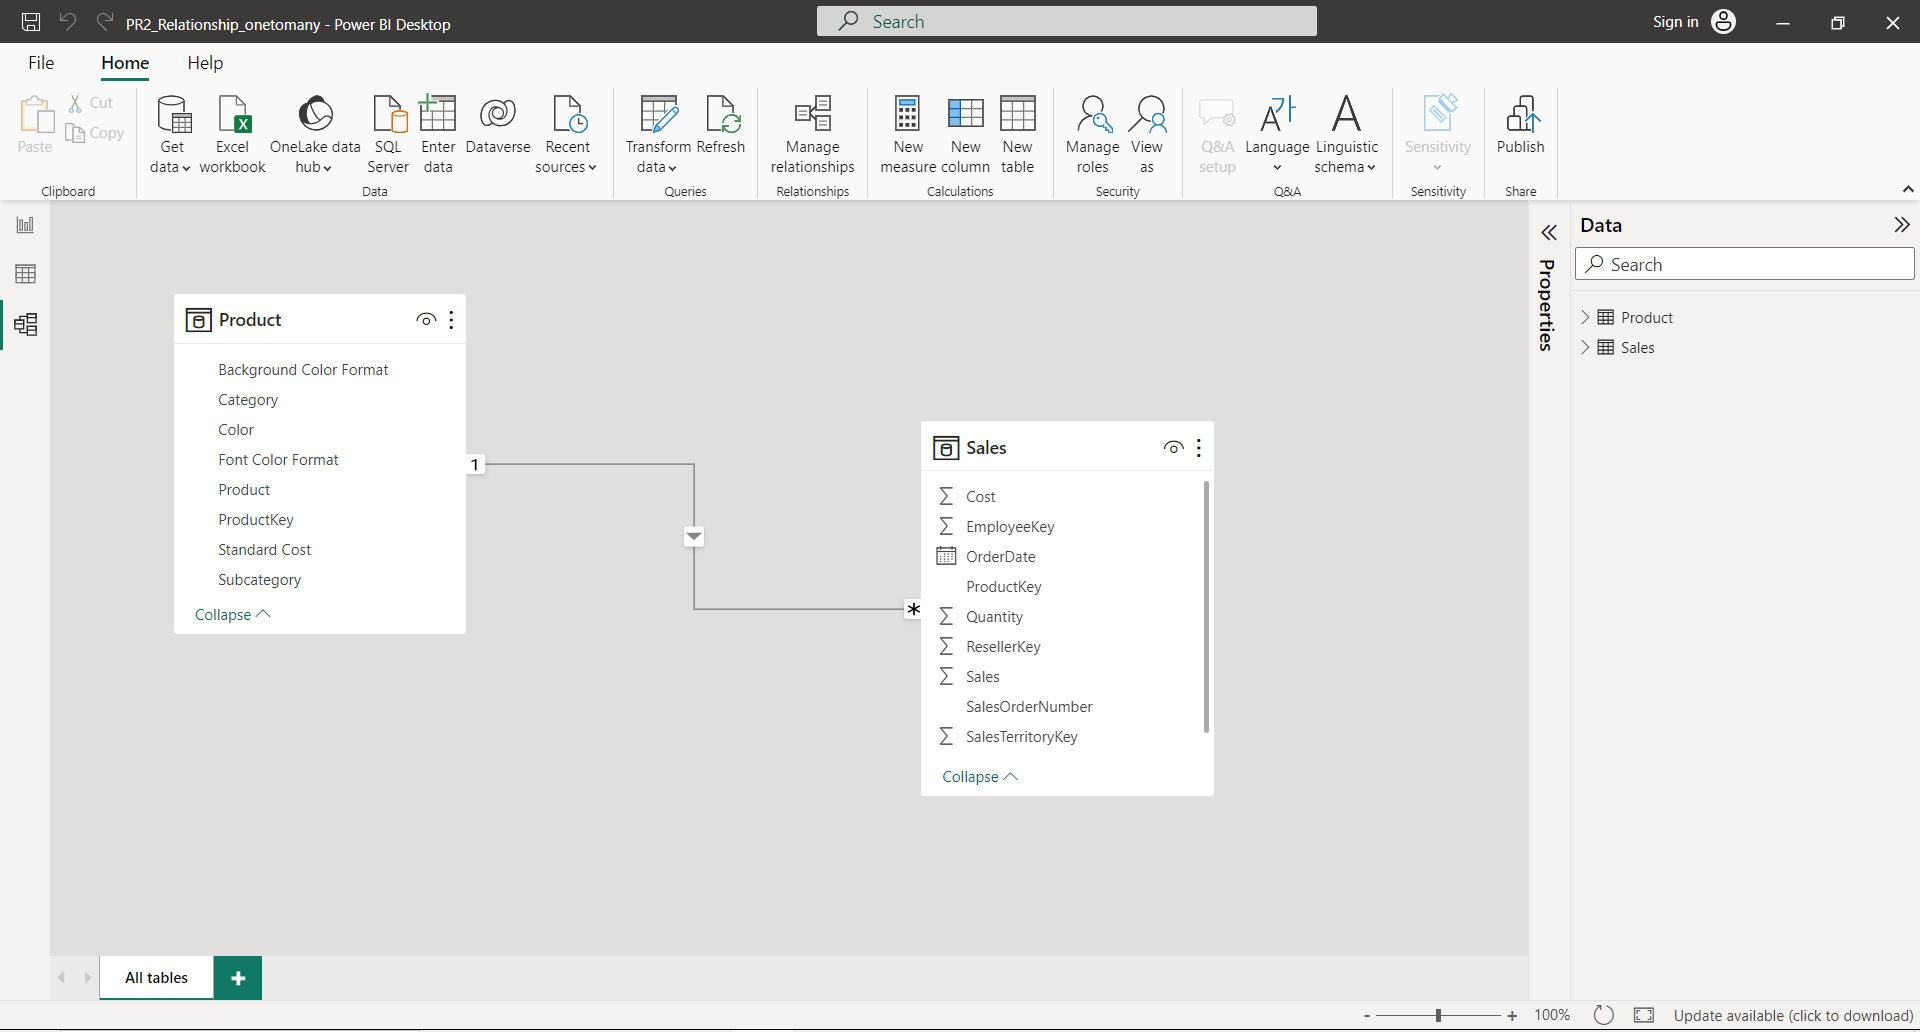 PR2_Relationship_onetomany - Power BI Desktop
Search
Sign in
File Home Help
Paste
Cut
Copy
Clipboard
Get data
Excel workbook
OneLake data hub
SQL Server
Enter data
Dataverse
Recent sources
Data
Transform data
Refresh
Queries
Manage relationships
Relationships
New measure
New column
New table
Calculations
Manage roles
View as
Security
Q&A setup
Language
Linguistic schema
Q&A
Sensitivity
Sensitivity
Publish
Share
Product
Background Color Format
Category
Color
Font Color Format
Product
ProductKey
Standard Cost
Subcategory
Collapse
1
*
Sales
Cost
EmployeeKey
OrderDate
ProductKey
Quantity
ResellerKey
Sales
SalesOrderNumber
SalesTerritoryKey
Collapse
Properties
Data
Search
Product
Sales
All tables
+
- + 100%
Update available (click to download)